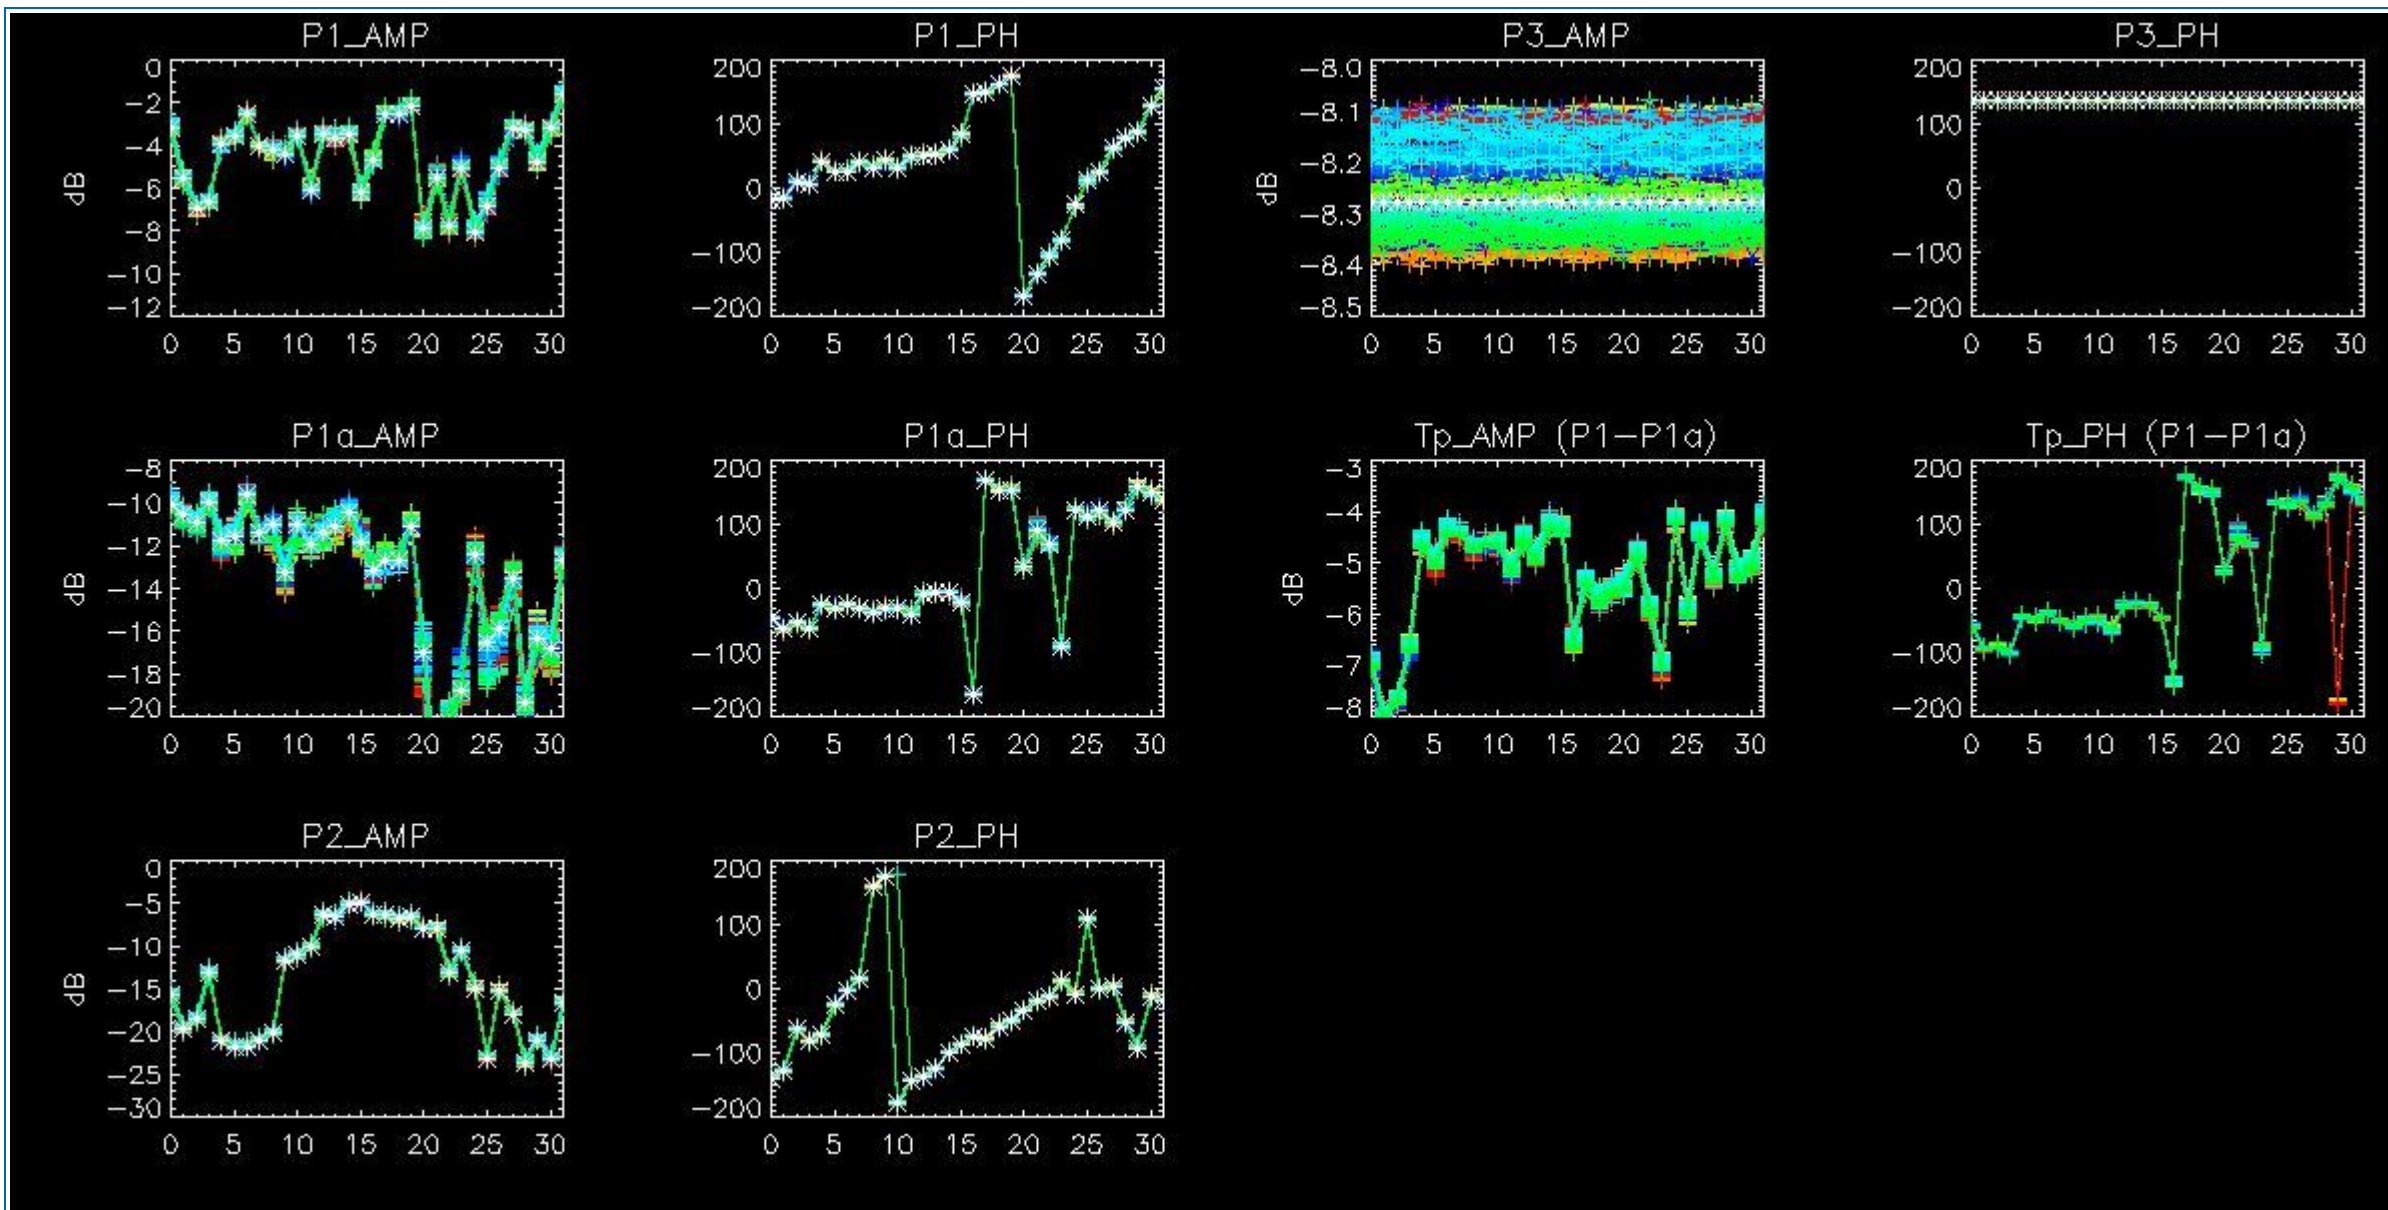 P1_AMP
0
−2
−4
−6
−8
−10
−12
dB
0 5 10 15 20 25 30
P1_PH
200
100
0
−100
−200
0 5 10 15 20 25 30
P3_AMP
−8.0
−8.1
−8.2
−8.3
−8.4
−8.5
dB
0 5 10 15 20 25 30
P3_PH
200
100
0
−100
−200
0 5 10 15 20 25 30
P1a_AMP
−8
−10
−12
−14
−16
−18
−20
dB
0 5 10 15 20 25 30
P1a_PH
200
100
0
−100
−200
0 5 10 15 20 25 30
Tp_AMP (P1−P1a)
−3
−4
−5
−6
−7
−8
dB
0 5 10 15 20 25 30
Tp_PH (P1−P1a)
200
100
0
−100
−200
0 5 10 15 20 25 30
P2_AMP
0
−5
−10
−15
−20
−25
−30
dB
0 5 10 15 20 25 30
P2_PH
200
100
0
−100
−200
0 5 10 15 20 25 30